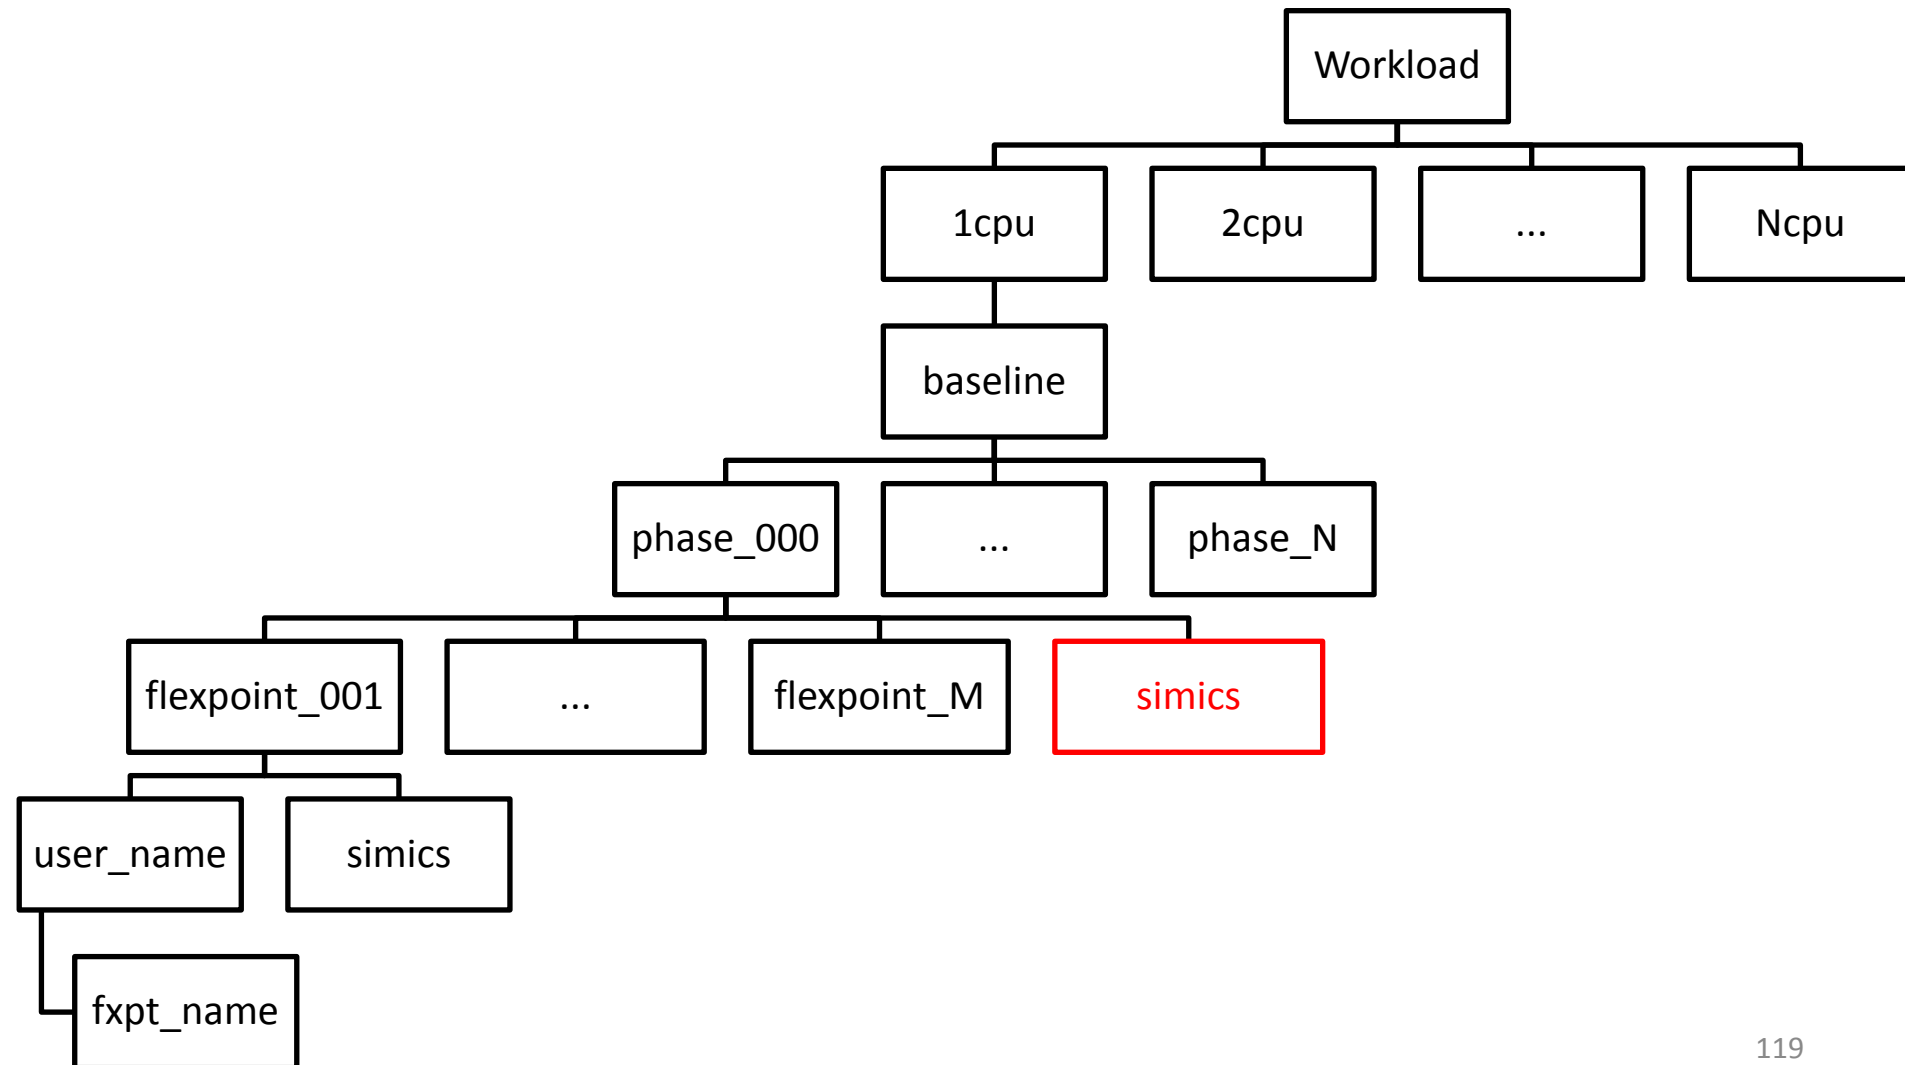 Workload
1cpu
2cpu
...
Ncpu
baseline
phase_000
...
phase_N
flexpoint_001
...
flexpoint_M
simics
user_name
simics
fxpt_name
119